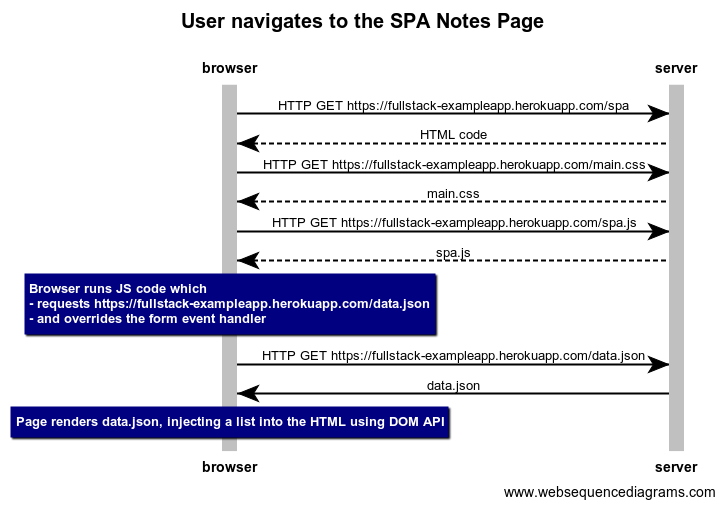 User navigates to the SPA Notes Page
browser server
HTTP GET https://fullstack-exampleapp.herokuapp.com/spa
HTML code
HTTP GET https://fullstack-exampleapp.herokuapp.com/main.css
main.css
HTTP GET https://fullstack-exampleapp.herokuapp.com/spa.js
spa.js
Browser runs JS code which
- requests https://fullstack-exampleapp.herokuapp.com/data.json
- and overrides the form event handler
HTTP GET https://fullstack-exampleapp.herokuapp.com/data.json
data.json
Page renders data.json, injecting a list into the HTML using DOM API
browser server
www.websequencediagrams.com